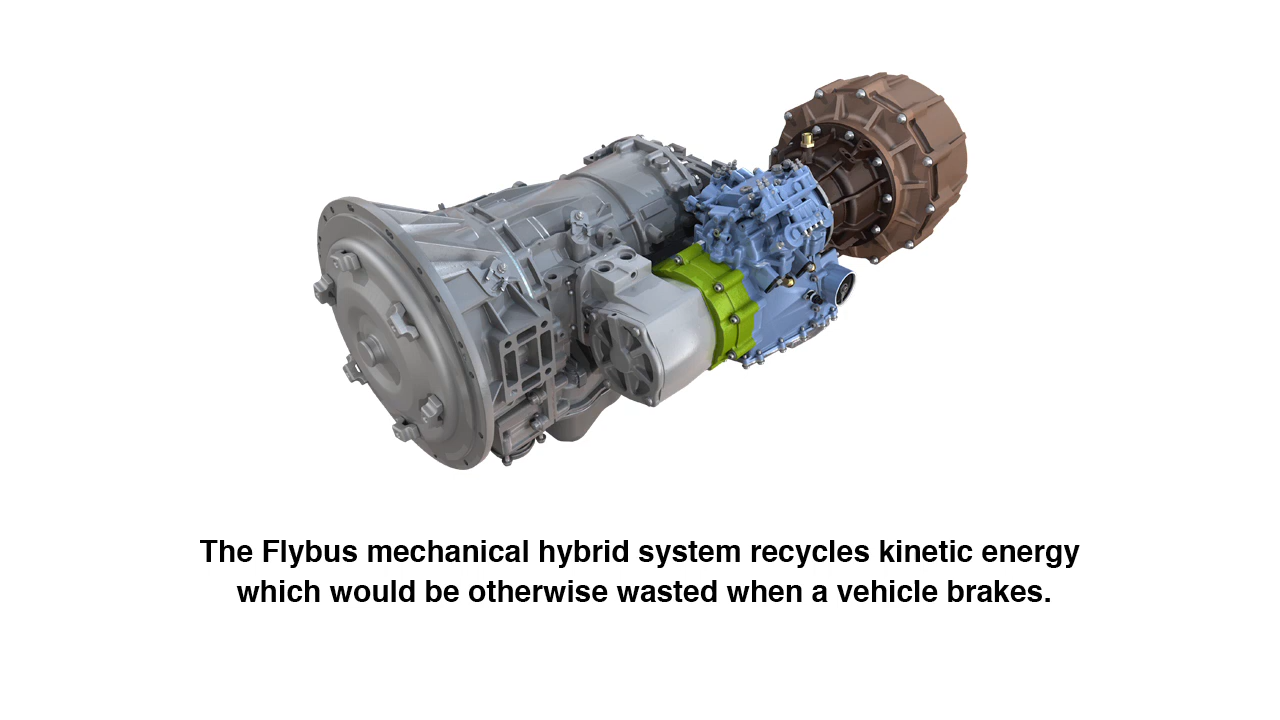 The Flybus mechanical hybrid system recycles kinetic energy
which would be otherwise wasted when a vehicle brakes.